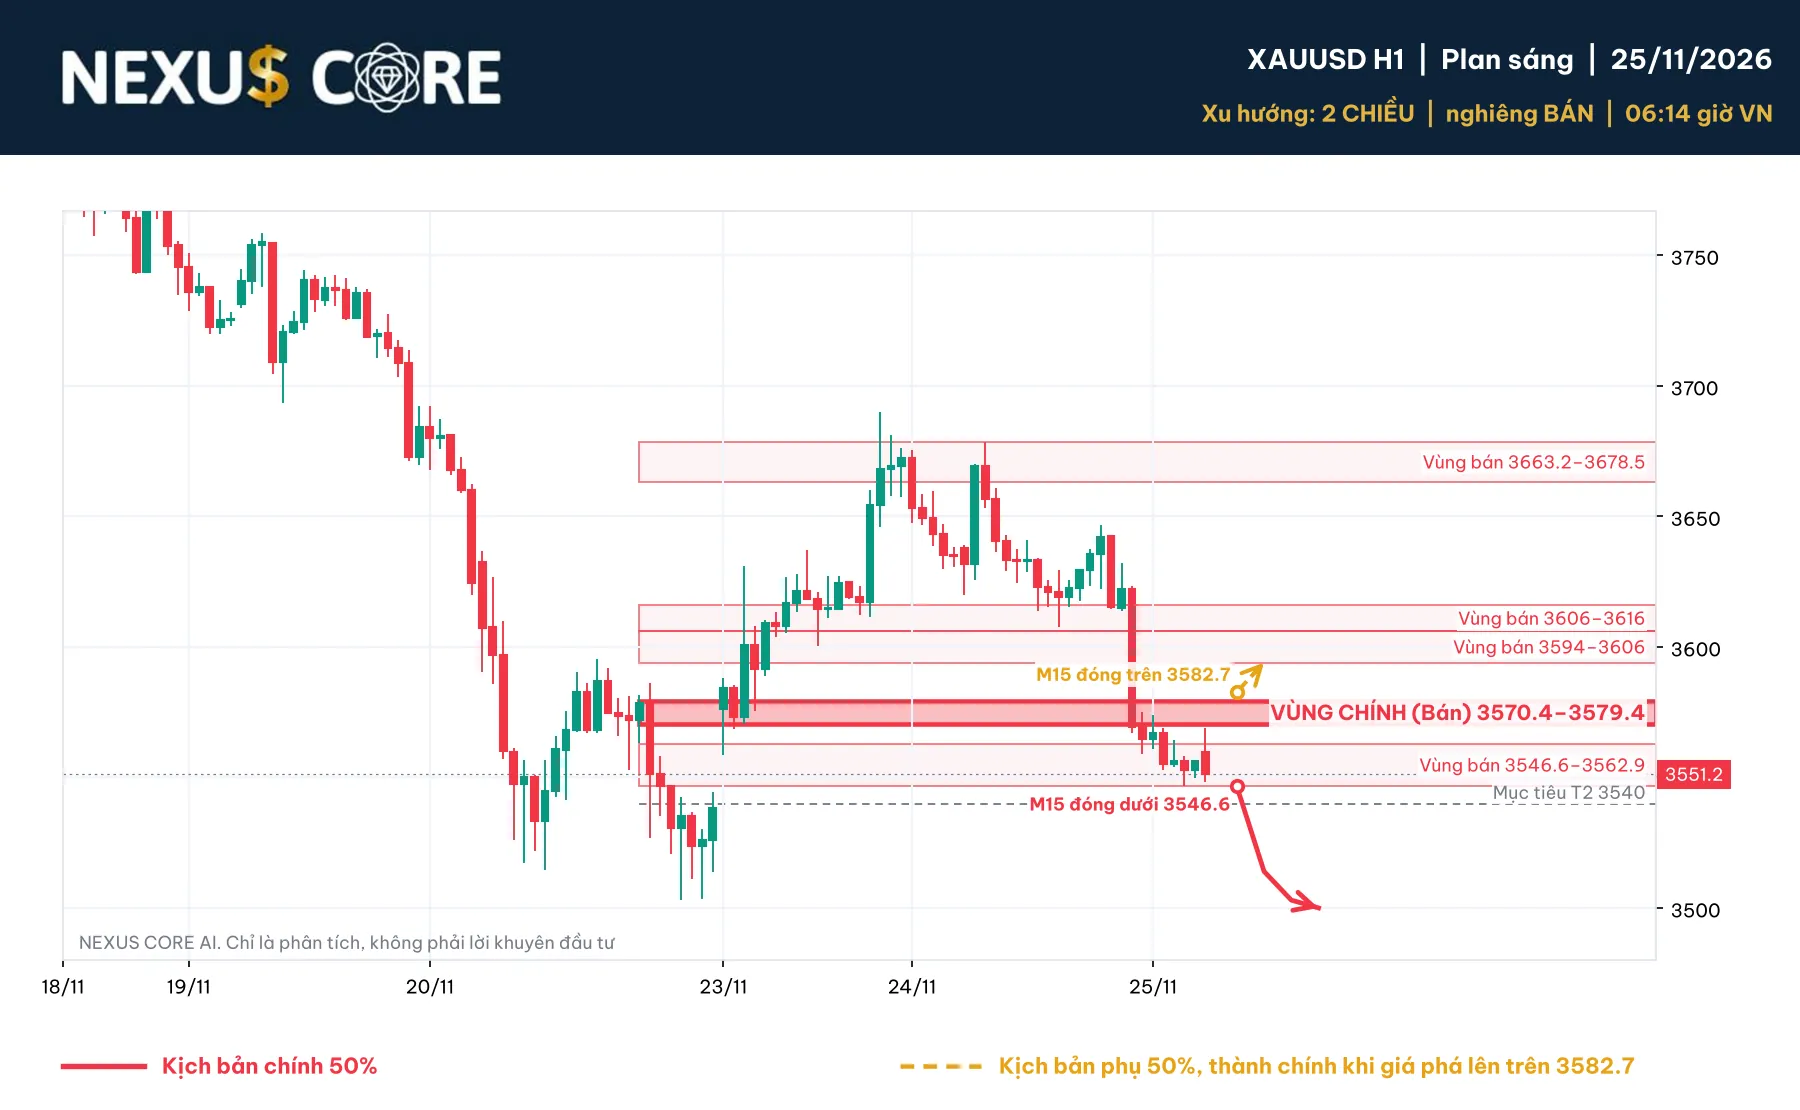 NEXU$ CORE
XAUUSD H1 | Plan sáng | 25/11/2026
Xu hướng: 2 CHIỀU | nghiêng BÁN | 06:14 giờ VN
3750
3700
Vùng bán 3663.2–3678.5
3650
Vùng bán 3606–3616
Vùng bán 3594–3606
3600
M15 đóng trên 3582.7
VÙNG CHÍNH (Bán) 3570.4–3579.4
Vùng bán 3546.6–3562.9
3551.2
Mục tiêu T2 3540
M15 đóng dưới 3546.6
3500
NEXUS CORE AI. Chỉ là phân tích, không phải lời khuyên đầu tư
18/11 19/11 20/11 23/11 24/11 25/11
Kịch bản chính 50%
Kịch bản phụ 50%, thành chính khi giá phá lên trên 3582.7